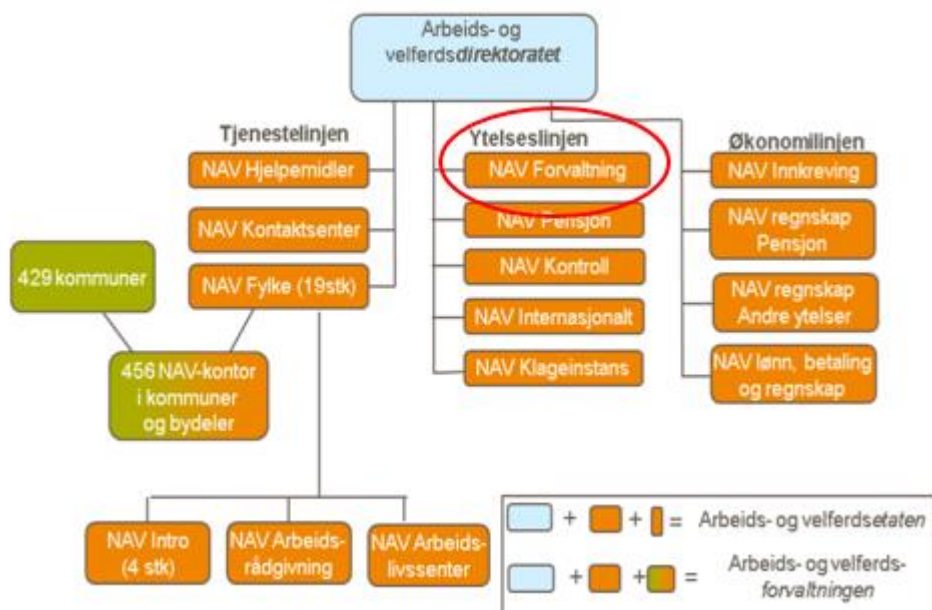 Arbeids- og
velferdsdirektoratet
Tjenestelinjen
NAV Hjelpemidler
NAV Kontaktsenter
NAV Fylke (19stk)
429 kommuner
456 NAV-kontor
i kommuner
og bydeler
NAV Intro
(4 stk)
NAV Arbeids-
rådgivning
NAV Arbeids-
livssenter
Ytelseslinjen
NAV Forvaltning
NAV Pensjon
NAV Kontroll
NAV Internasjonalt
NAV Klageinstans
Økonomilinjen
NAV Innkreving
NAV regnskap
Pensjon
NAV regnskap
Andre ytelser
NAV lønn, betaling
og regnskap
+ + = Arbeids- og velferdsetaten
+ + = Arbeids- og velferds-
forvaltningen